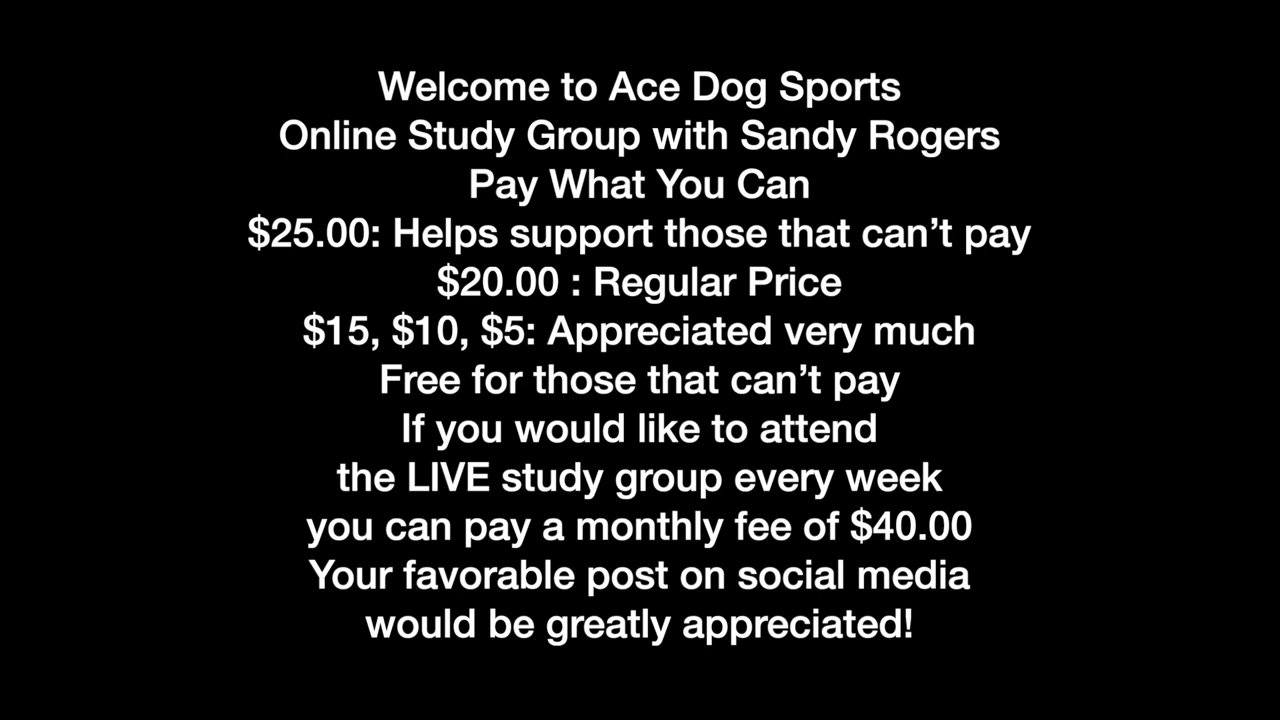 Welcome to Ace Dog Sports
Online Study Group with Sandy Rogers
Pay What You Can
$25.00: Helps support those that can’t pay
$20.00 : Regular Price
$15, $10, $5: Appreciated very much
Free for those that can’t pay
If you would like to attend
the LIVE study group every week
you can pay a monthly fee of $40.00
Your favorable post on social media
would be greatly appreciated!